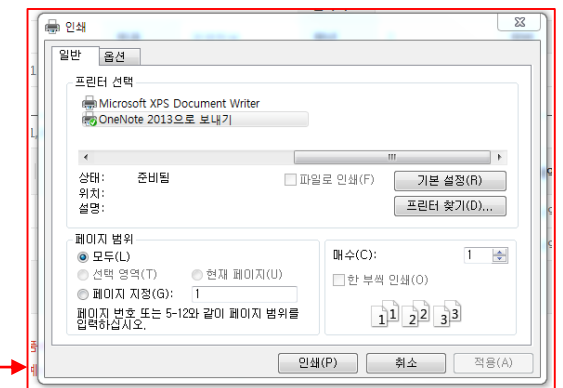 인쇄
일반 옵션
프린터 선택
Microsoft XPS Document Writer
OneNote 2013으로 보내기
상태: 준비됨 파일로 인쇄(F) 기본 설정(R)
위치:
설명: 프린터 찾기(D)...
페이지 범위
모두(L) 매수(C): 1
선택 영역(T) 현재 페이지(U) 한 부씩 인쇄(O)
페이지 지정(G): 1
페이지 번호 또는 5-12와 같이 페이지 범위를
입력하십시오.
1 1 2 2 3 3
인쇄(P) 취소 적용(A)